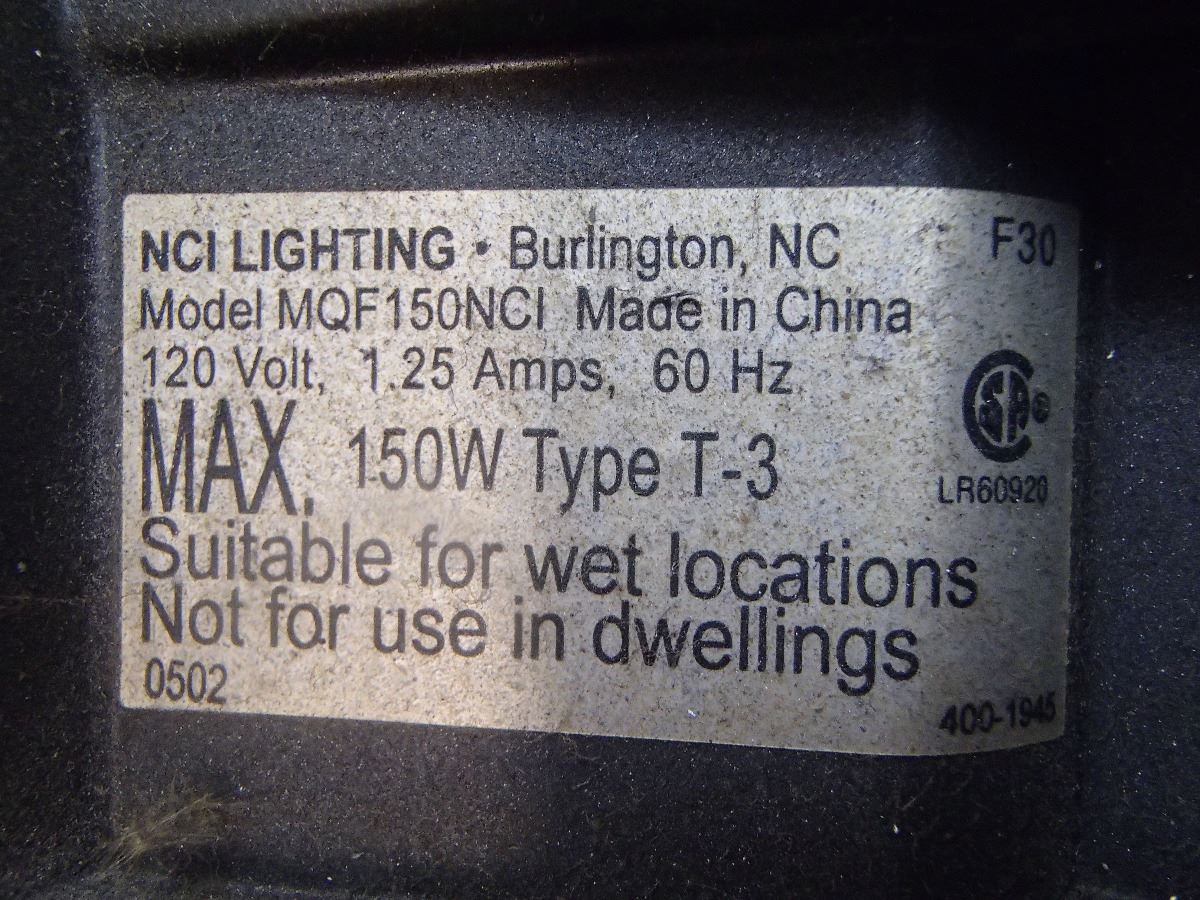 NCI LIGHTING • Burlington, NC F30
Model MQF150NCI Made in China
120 Volt, 1.25 Amps, 60 Hz
CSA®
MAX. 150W Type T-3
LR60920
Suitable for wet locations
Not for use in dwellings
0502
400-1945